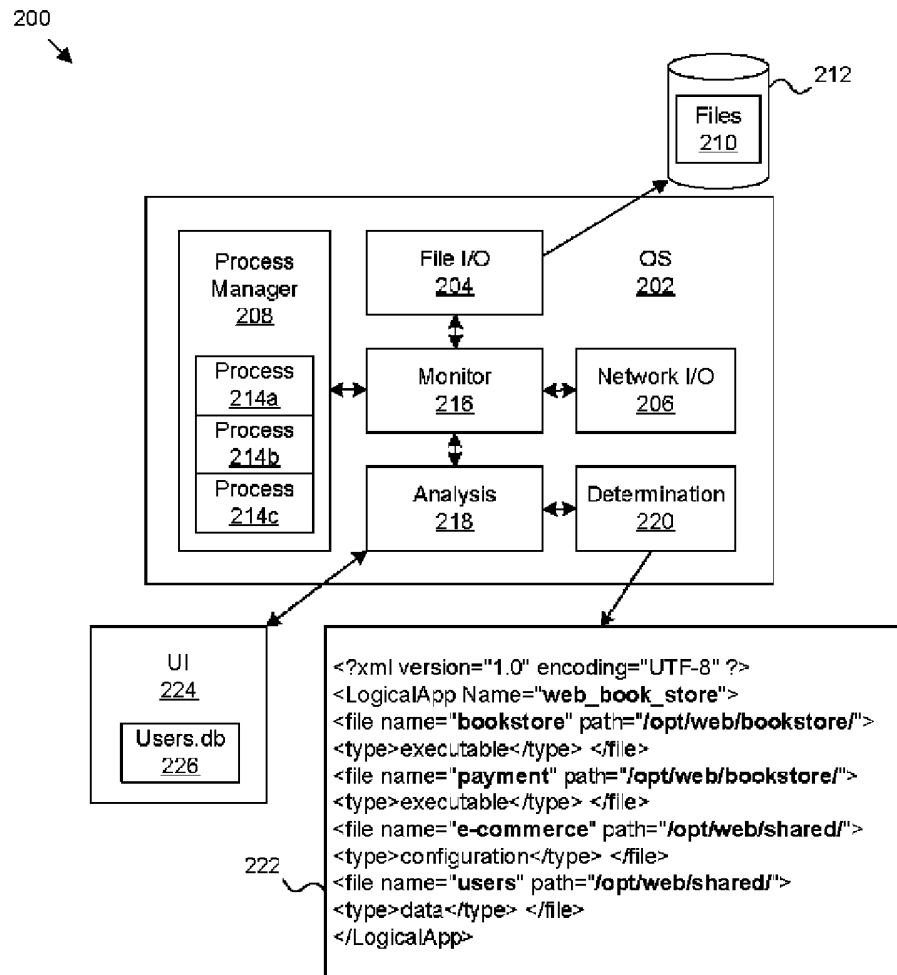 200
212
Files
210
Process
Manager
208
File I/O
204
OS
202
Process
214a
Process
214b
Process
214c
Monitor
216
Network I/O
206
Analysis
218
Determination
220
UI
224
Users.db
226
<?xml version="1.0" encoding="UTF-8" ?>
<LogicalApp Name="web_book_store">
<file name="bookstore" path="/opt/web/bookstore/">
<type>executable</type> </file>
<file name="payment" path="/opt/web/bookstore/">
<type>executable</type> </file>
<file name="e-commerce" path="/opt/web/shared/">
<type>configuration</type> </file>
<file name="users" path="/opt/web/shared/">
<type>data</type> </file>
</LogicalApp>
222